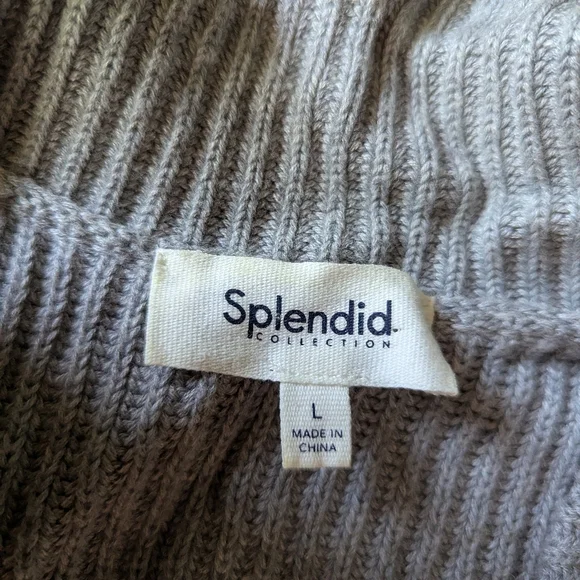 Splendid.
COLLECTION
L
MADE IN
CHINA